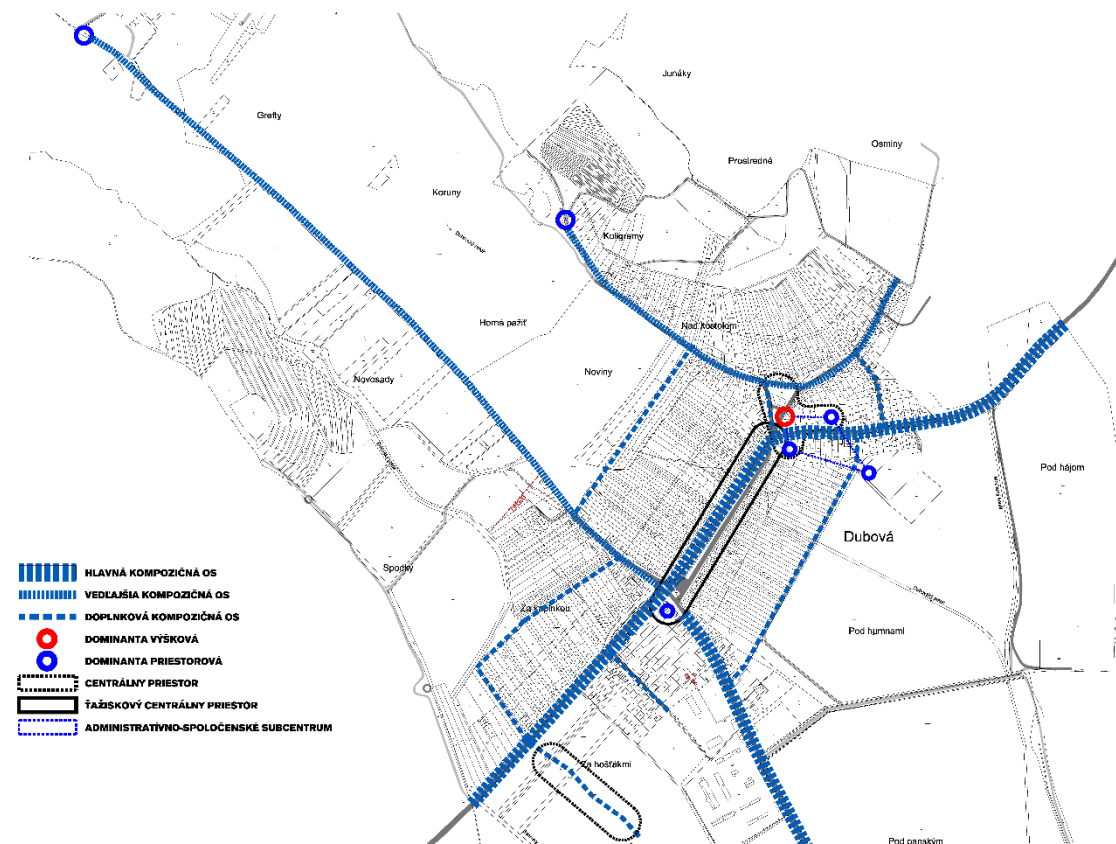 Junáky
Grefty
Osminy
Prostredné
Koruny
Koligremy
Horná pažiť
Nad kostolom
Noviny
Novosady
Pod hájom
Dubová
Spodky
Za kaplnkou
Pod humnami
Za hošťákmi
Pod panským
HLAVNÁ KOMPOZIČNÁ OS
VEDĽAJŠIA KOMPOZIČNÁ OS
DOPLNKOVÁ KOMPOZIČNÁ OS
DOMINANTA VÝŠKOVÁ
DOMINANTA PRIESTOROVÁ
CENTRÁLNY PRIESTOR
ŤAŽISKOVÝ CENTRÁLNY PRIESTOR
ADMINISTRATÍVNO-SPOLOČENSKÉ SUBCENTRUM